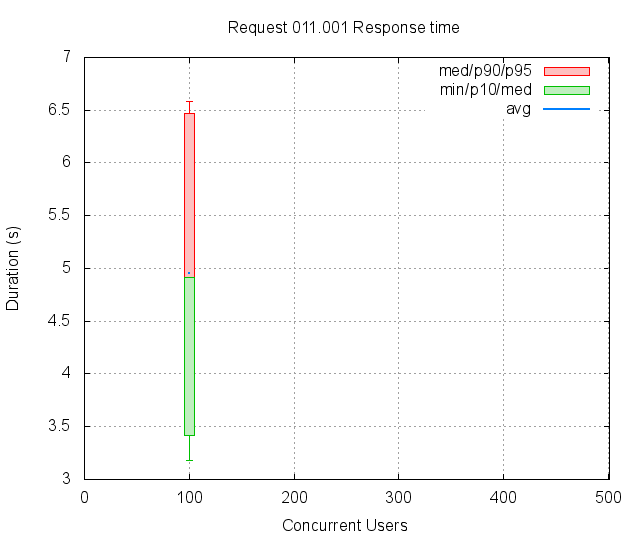 Request 011.001 Response time
7
6.5
6
5.5
5
4.5
4
3.5
3
Duration (s)
med/p90/p95
min/p10/med
avg
0 100 200 300 400 500
Concurrent Users